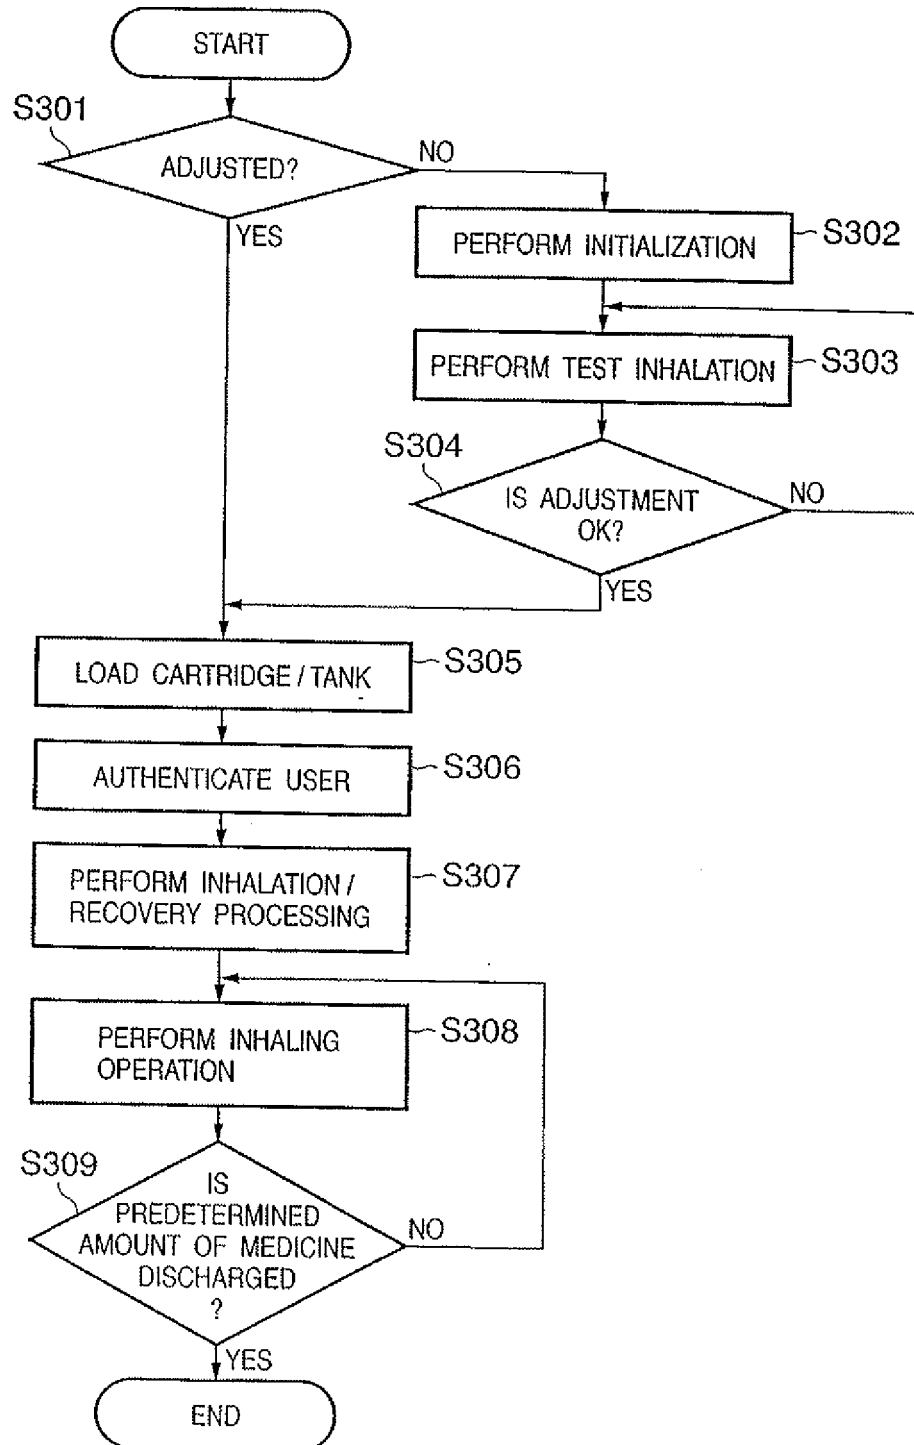 START
S301
ADJUSTED?
NO
YES
PERFORM INITIALIZATION
S302
PERFORM TEST INHALATION
S303
S304
IS ADJUSTMENT
OK?
NO
YES
LOAD CARTRIDGE/TANK
S305
AUTHENTICATE USER
S306
PERFORM INHALATION/
RECOVERY PROCESSING
S307
PERFORM INHALING
OPERATION
S308
S309
IS
PREDETERMINED
AMOUNT OF MEDICINE
DISCHARGED
?
NO
YES
END